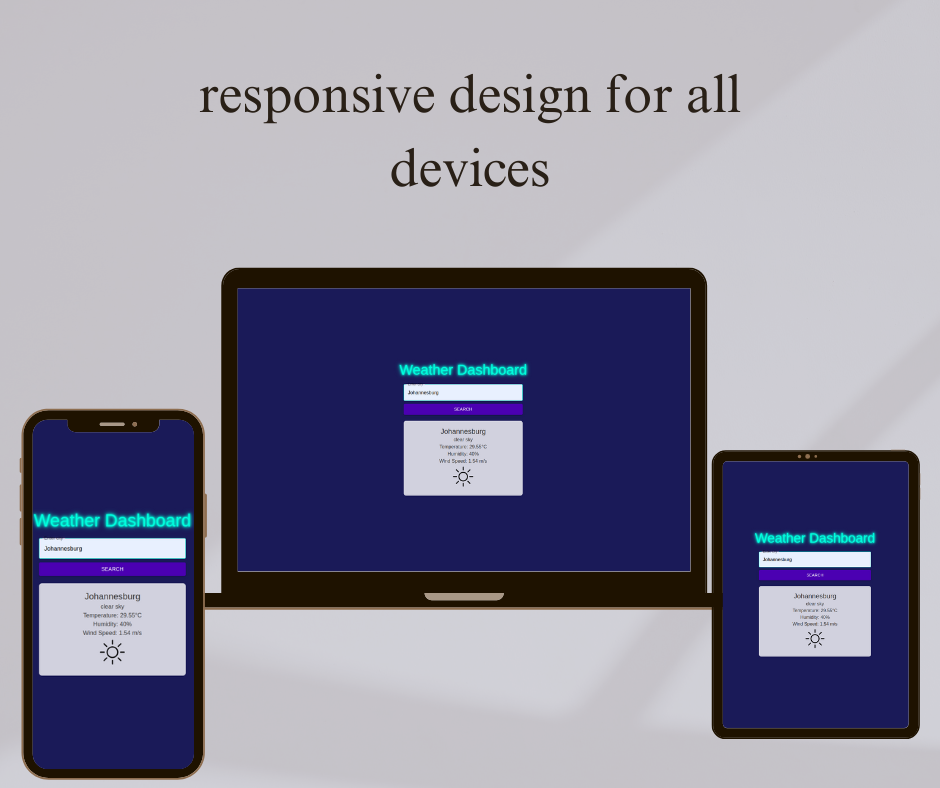 responsive design for all
devices
Weather Dashboard
Johannesburg
SEARCH
Johannesburg
clear sky
Temperature: 29.55°C
Humidity: 40%
Wind Speed: 1.54 m/s
Weather Dashboard
Johannesburg
SEARCH
Johannesburg
clear sky
Temperature: 29.55°C
Humidity: 40%
Wind Speed: 1.54 m/s
Weather Dashboard
Johannesburg
SEARCH
Johannesburg
clear sky
Temperature: 29.55°C
Humidity: 40%
Wind Speed: 1.54 m/s